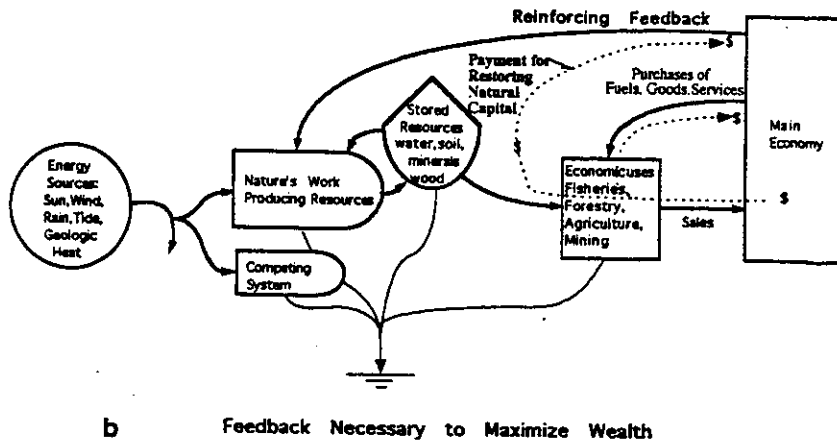 Reinforcing Feedback
$
Payment for
Restoring
Natural
Capital
Purchases of
Fuels, Goods, Services
$
Main
Economy
Stored
Resources
water, soil,
minerals
wood
Energy
Sources:
Sun, Wind,
Rain, Tide,
Geologic
Heat
Nature's Work
Producing Resources
Economicuses
Fisheries,
Forestry,
Agriculture,
Mining
$
Sales
Competing
System
b Feedback Necessary to Maximize Wealth